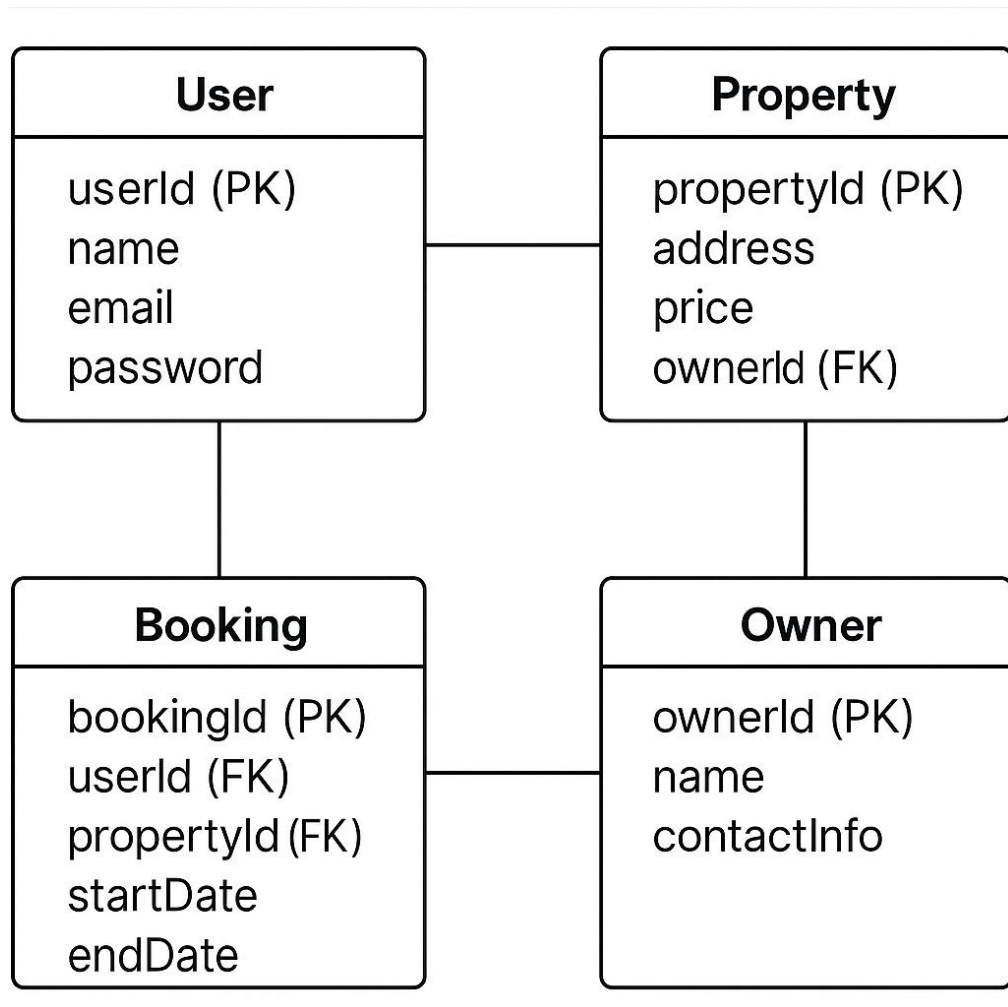 User
userId (PK)
name
email
password
Property
propertyId (PK)
address
price
ownerId (FK)
Booking
bookingId (PK)
userId (FK)
propertyId (FK)
startDate
endDate
Owner
ownerId (PK)
name
contactInfo